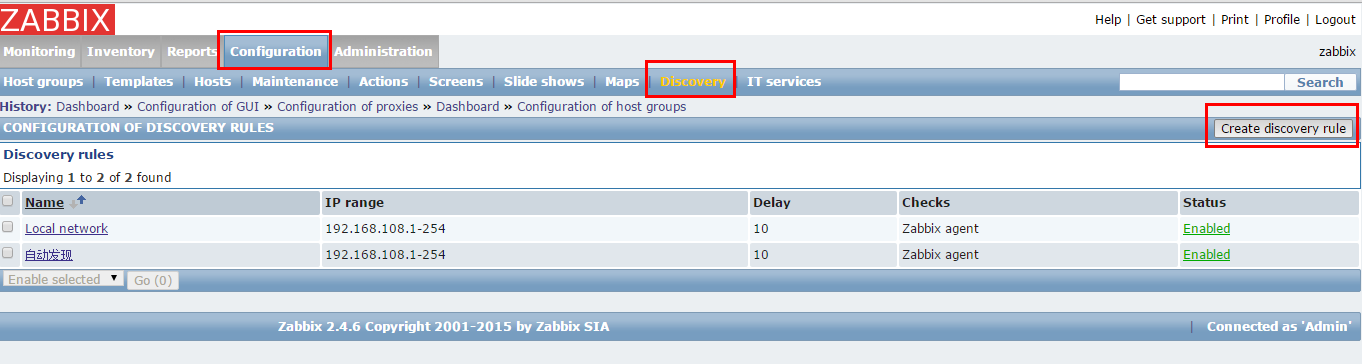 ZABBIX
Help | Get support | Print | Profile | Logout
Monitoring Inventory Reports Configuration Administration
zabbix
Host groups | Templates | Hosts | Maintenance | Actions | Screens | Slide shows | Maps | Discovery | IT services
Search
History: Dashboard » Configuration of GUI » Configuration of proxies » Dashboard » Configuration of host groups
CONFIGURATION OF DISCOVERY RULES
Create discovery rule
Discovery rules
Displaying 1 to 2 of 2 found
Name IP range Delay Checks Status
Local network 192.168.108.1-254 10 Zabbix agent Enabled
自动发现 192.168.108.1-254 10 Zabbix agent Enabled
Enable selected Go (0)
Zabbix 2.4.6 Copyright 2001-2015 by Zabbix SIA | Connected as 'Admin'